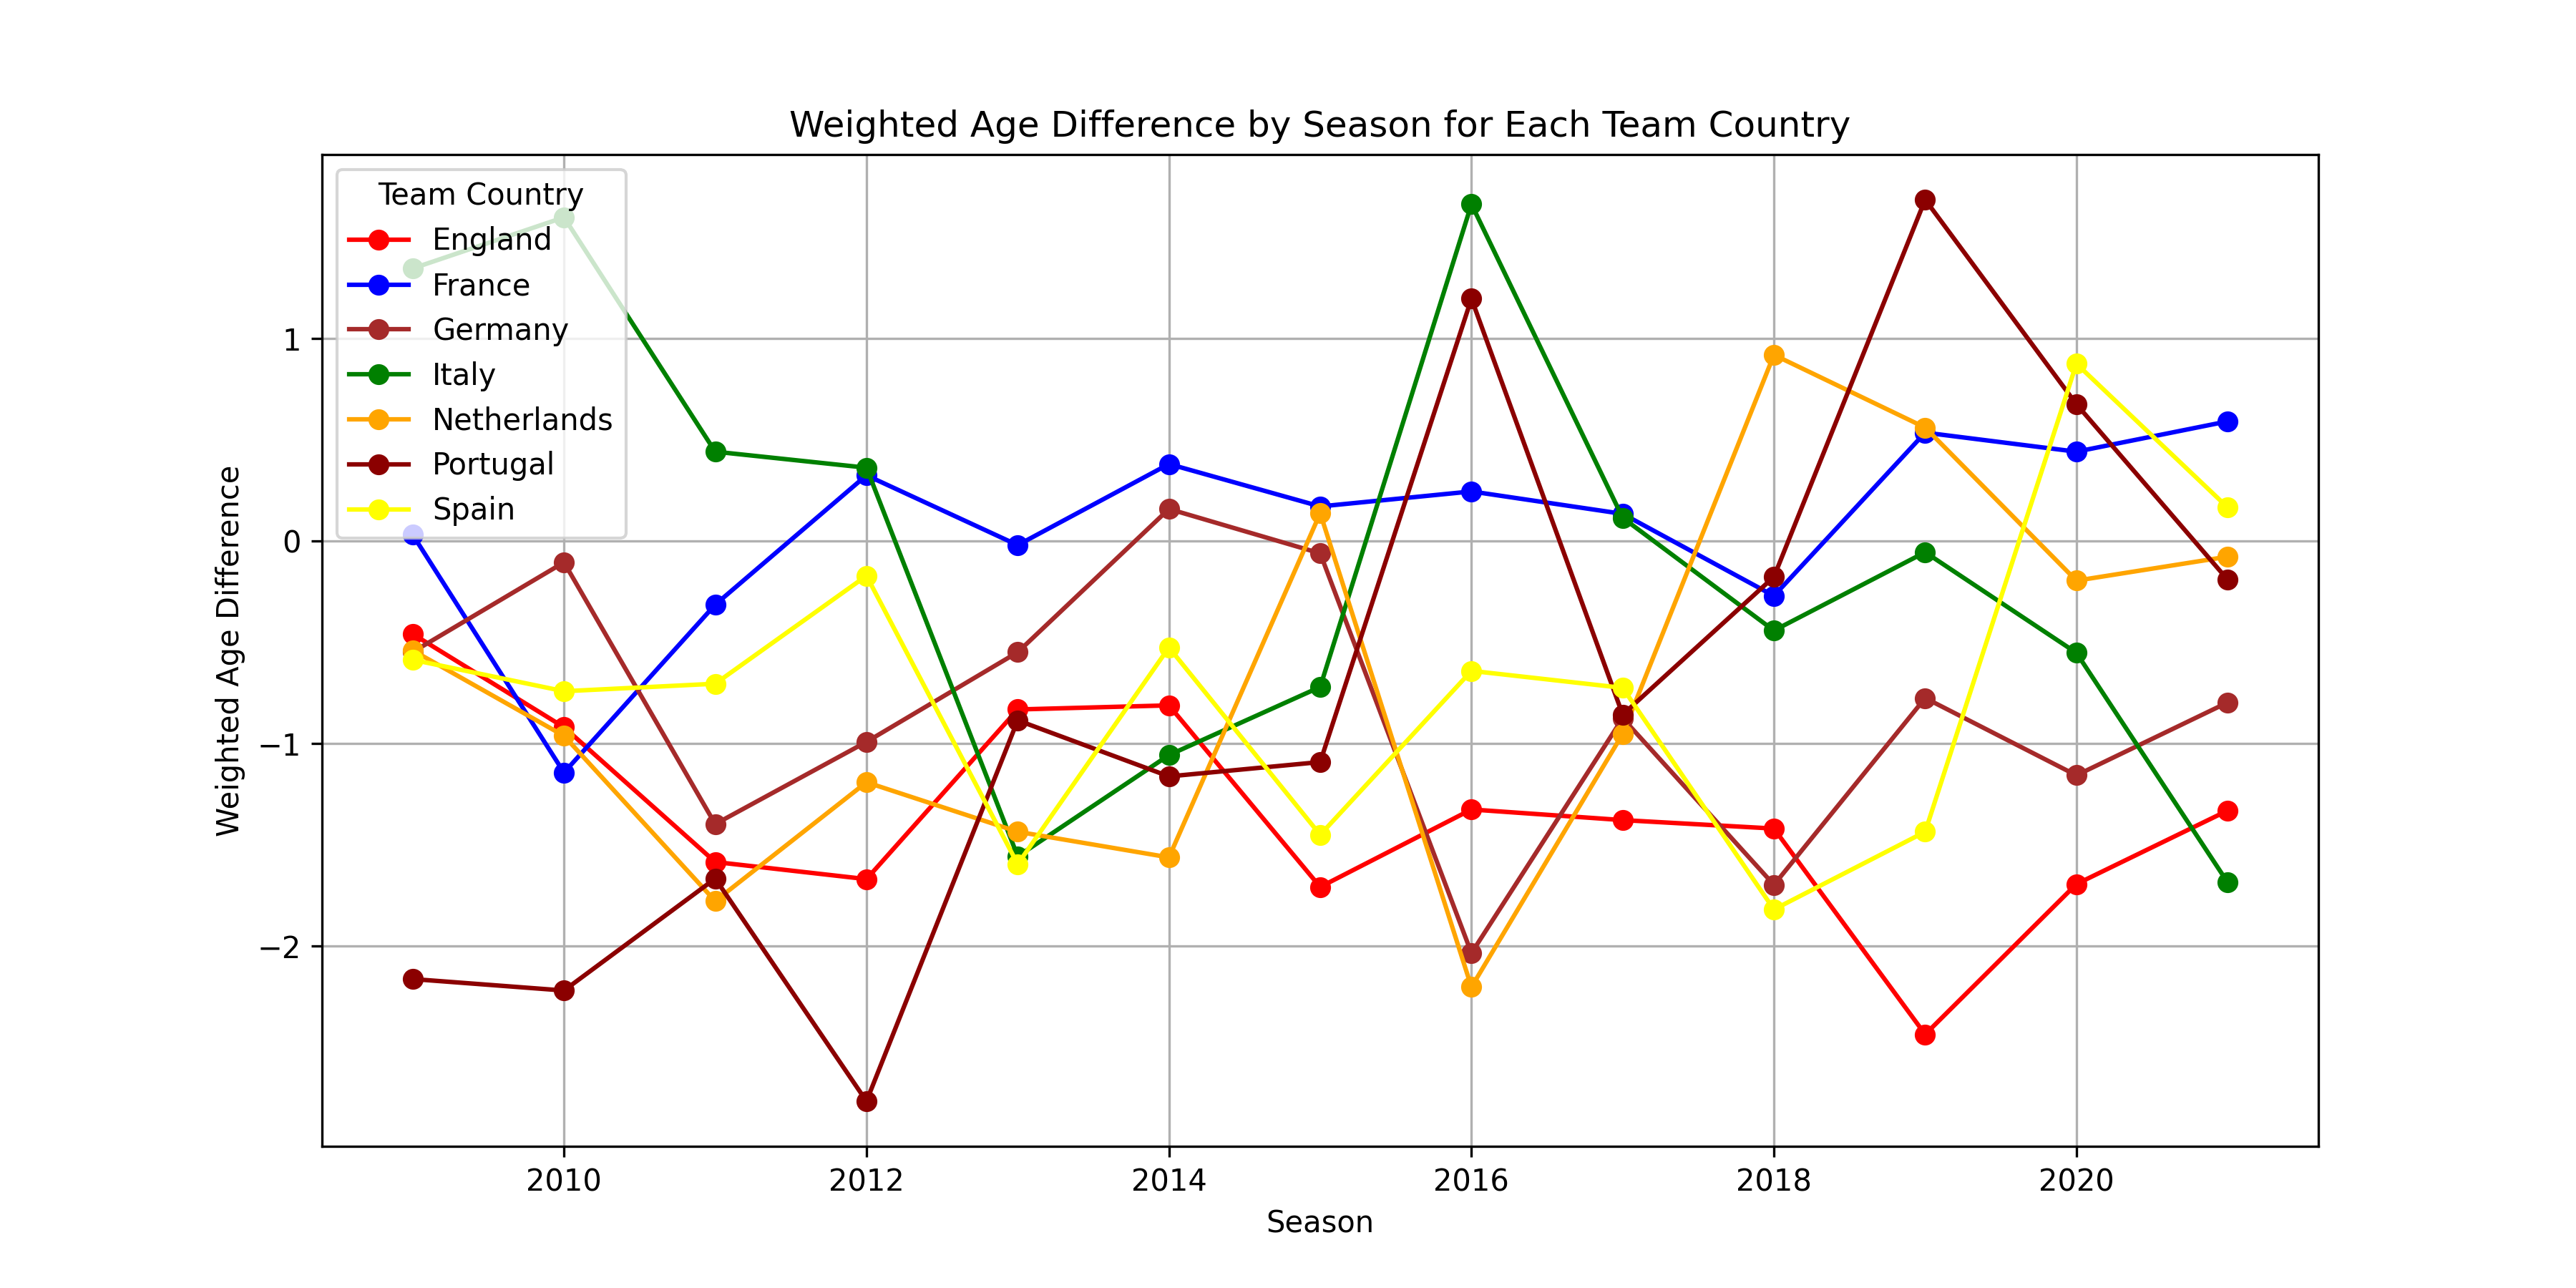 Weighted Age Difference by Season for Each Team Country
Team Country
England
France
Germany
Italy
Netherlands
Portugal
Spain
Weighted Age Difference
1
0
−1
−2
2010 2012 2014 2016 2018 2020
Season